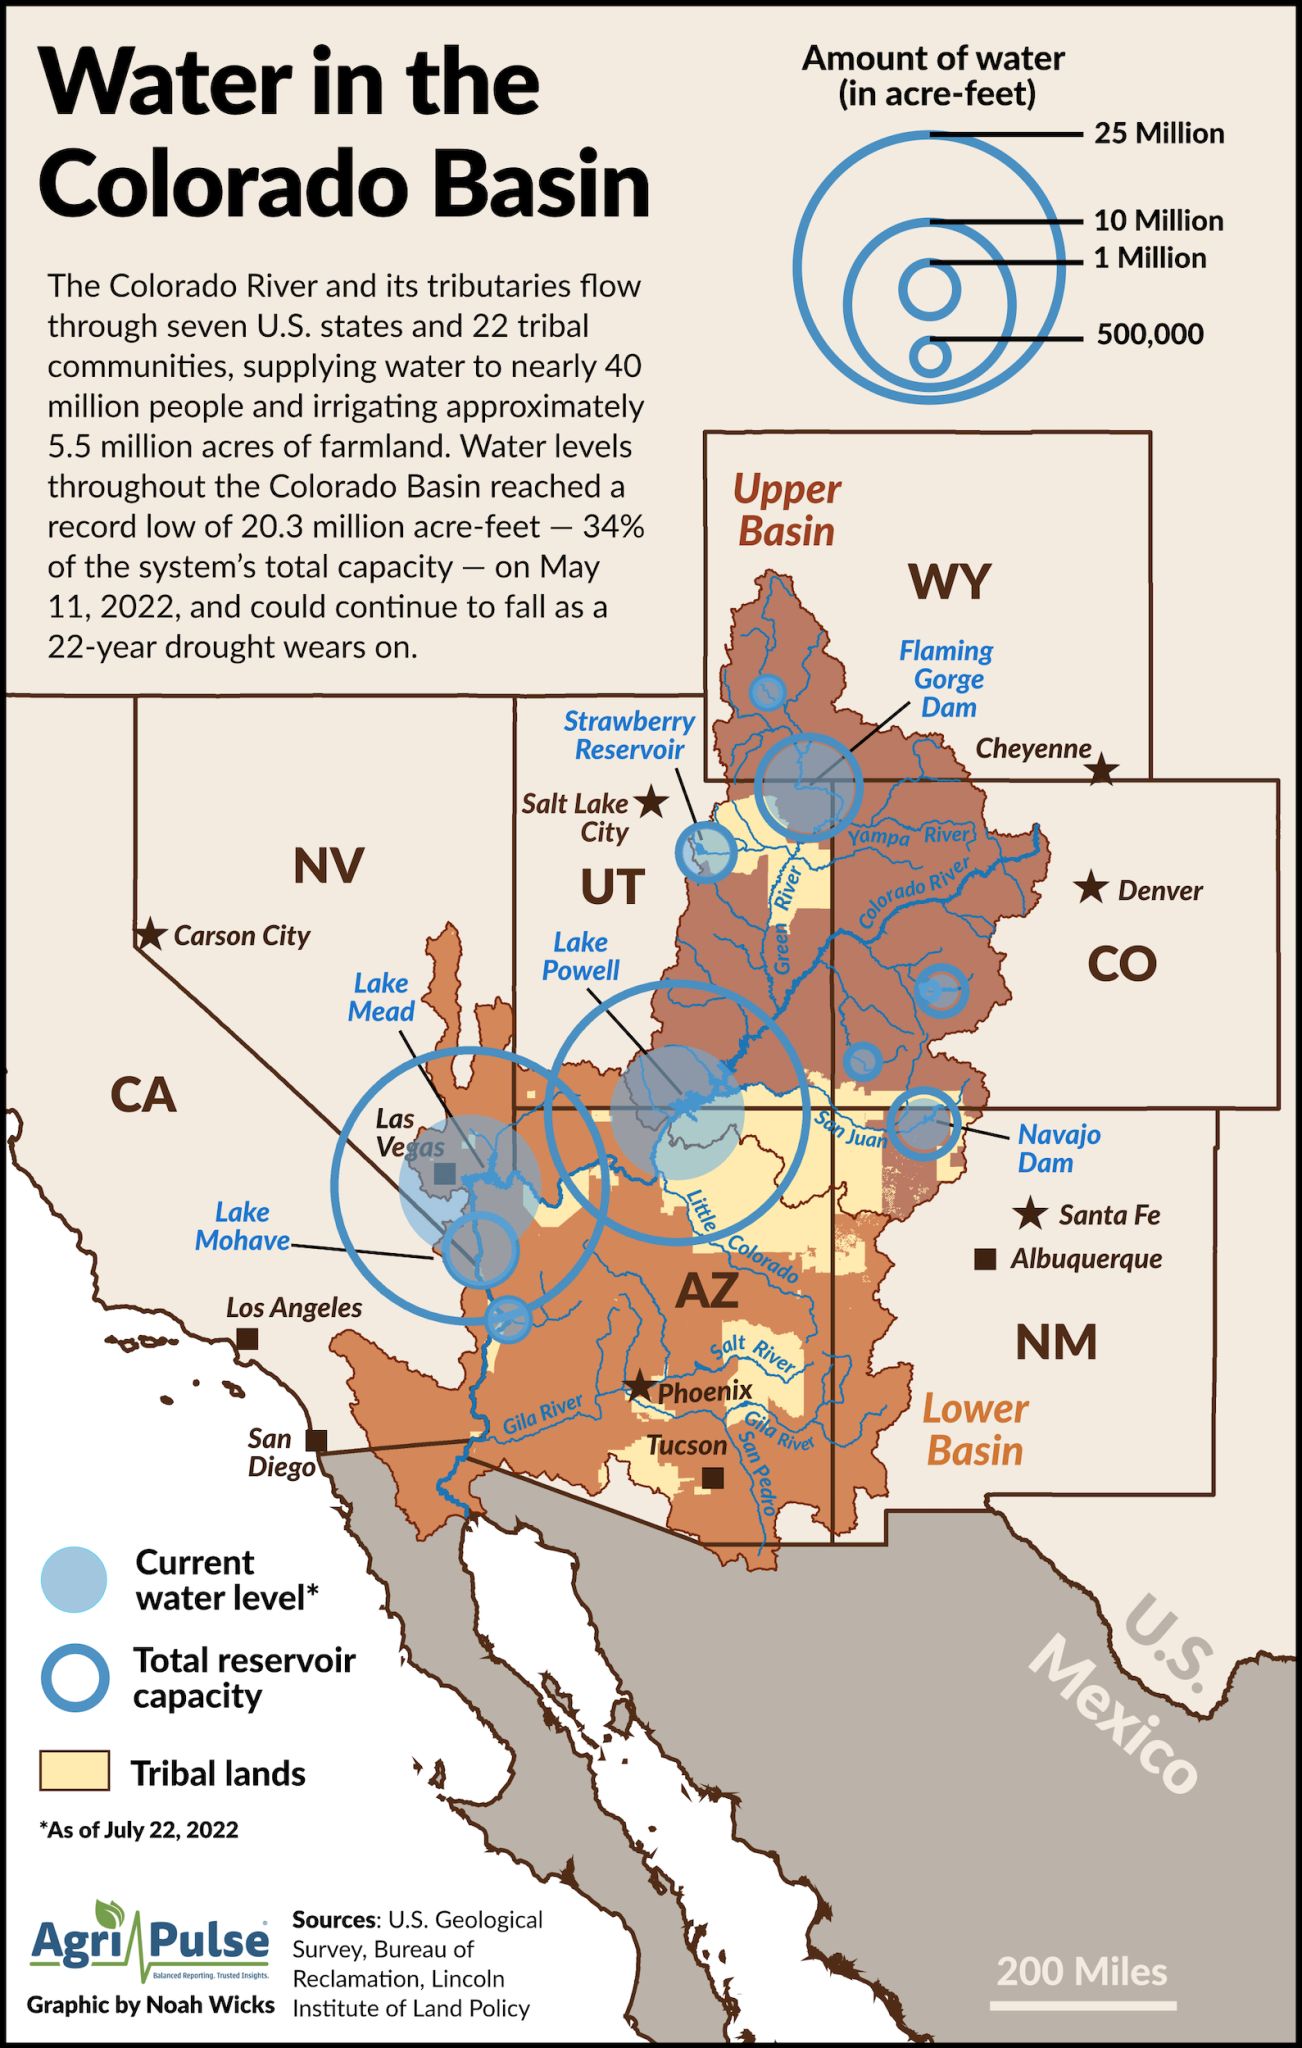 Water in the
Colorado Basin
The Colorado River and its tributaries flow
through seven U.S. states and 22 tribal
communities, supplying water to nearly 40
million people and irrigating approximately
5.5 million acres of farmland. Water levels
throughout the Colorado Basin reached a
record low of 20.3 million acre-feet — 34%
of the system's total capacity — on May
11, 2022, and could continue to fall as a
22-year drought wears on.
Amount of water
(in acre-feet)
25 Million
10 Million
1 Million
500,000
Upper
Basin
WY
Flaming
Gorge
Dam
Strawberry
Reservoir
Cheyenne
Salt Lake
City
Yampa River
NV
UT
Green River
Colorado River
Denver
Carson City
Lake
Powell
CO
Lake
Mead
CA
Las
Vegas
San Juan
Navajo
Dam
Lake
Mohave
Little Colorado
Santa Fe
Albuquerque
AZ
Los Angeles
NM
Salt River
Phoenix
Gila River
Gila River
Lower
Basin
San
Diego
Tucson
San Pedro
Current
water level*
Total reservoir
capacity
Tribal lands
*As of July 22, 2022
U.S.
Mexico
Agri Pulse
Balanced Reporting. Trusted Insights.
Graphic by Noah Wicks
Sources: U.S. Geological
Survey, Bureau of
Reclamation, Lincoln
Institute of Land Policy
200 Miles